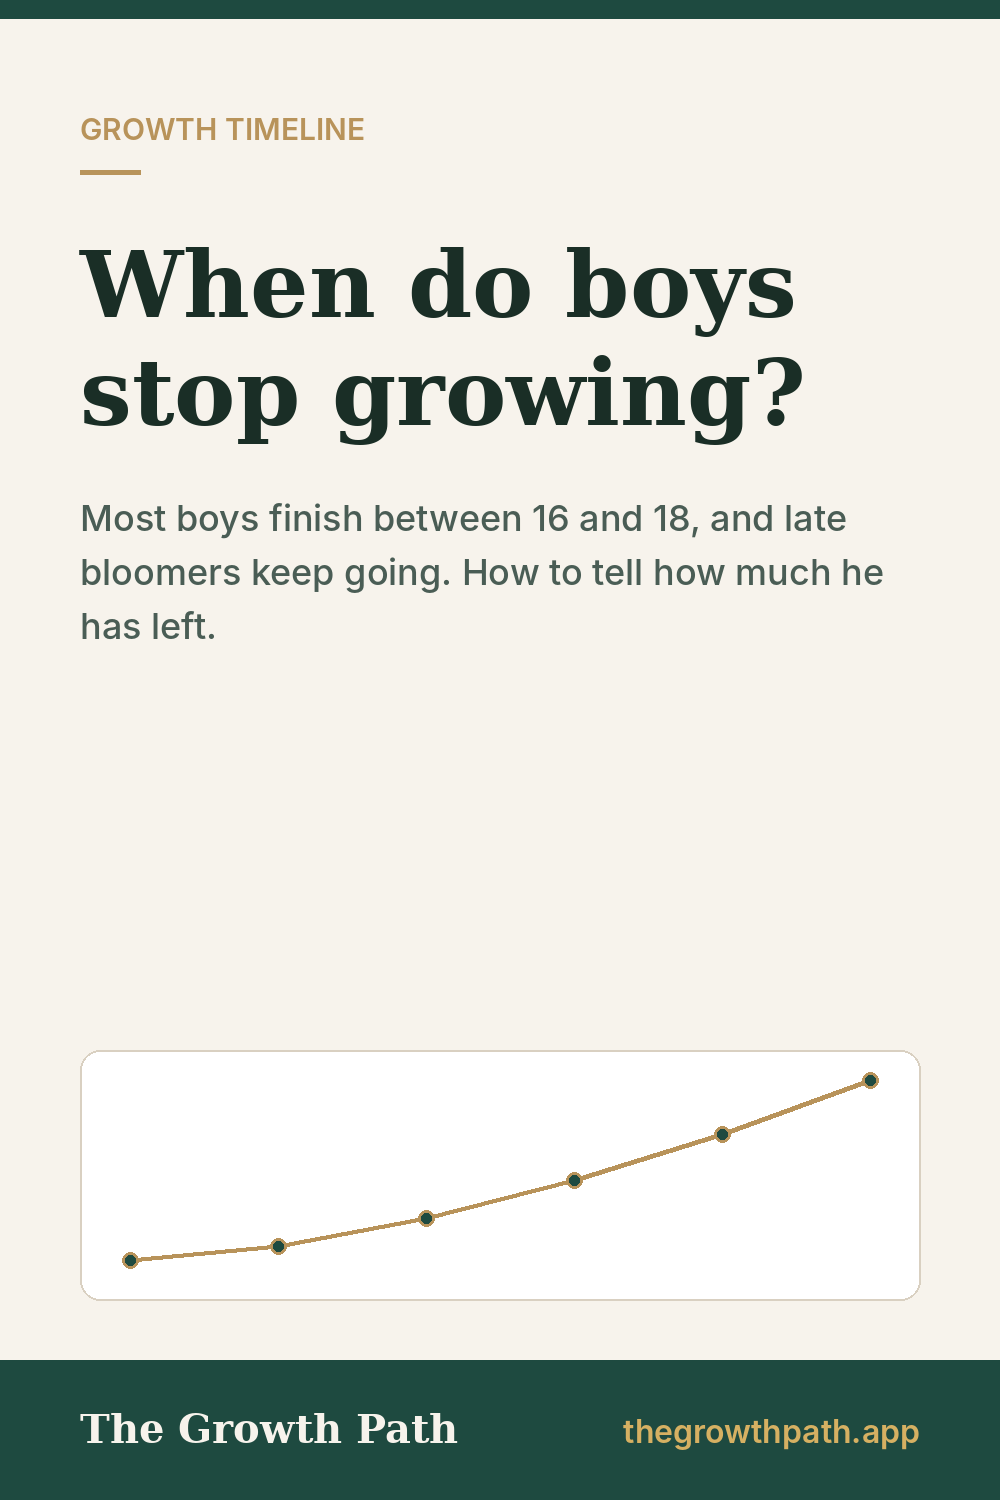 GROWTH TIMELINE
When do boys
stop growing?
Most boys finish between 16 and 18, and late
bloomers keep going. How to tell how much he
has left.
The Growth Path
thegrowthpath.app